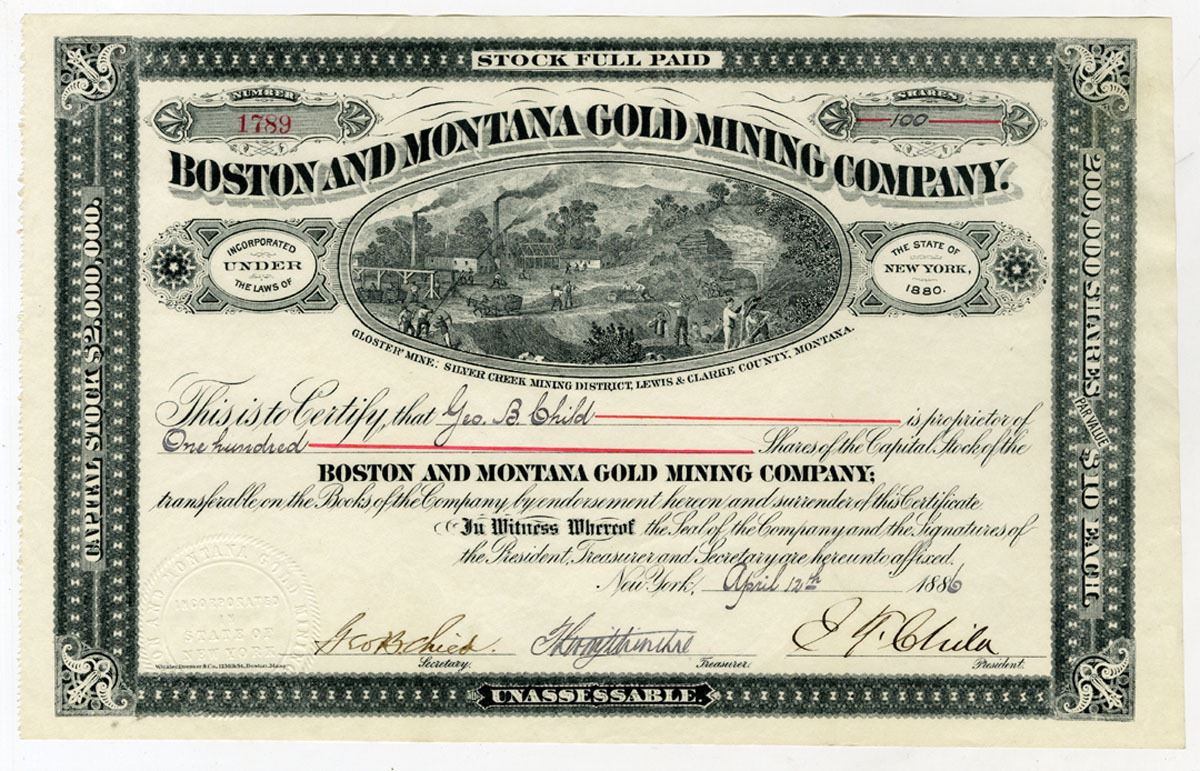 STOCK FULL PAID
NUMBER
1789
SHARES
100
BOSTON AND MONTANA GOLD MINING COMPANY.
INCORPORATED
UNDER
THE LAWS OF
THE STATE OF
NEW YORK,
1880.
GLOSTER MINE; SILVER CREEK MINING DISTRICT, LEWIS & CLARKE COUNTY, MONTANA.
CAPITAL STOCK $2,000,000.
200,000 SHARES PAR VALUE $10 EACH.
This is to Certify, that Geo. B. Child is proprietor of
One hundred Shares of the Capital Stock of the
BOSTON AND MONTANA GOLD MINING COMPANY;
transferable on the Books of the Company by endorsement hereon and surrender of this Certificate
In Witness Whereof the Seal of the Company and the Signatures of
the President, Treasurer and Secretary are hereunto affixed.
New York, April 12th 1886
AND MONTANA GOLD
INCORPORATED
IN
STATE OF
Geo B Child.
Secretary.
Treasurer.
President.
Boston, Mass.
UNASSESSABLE.